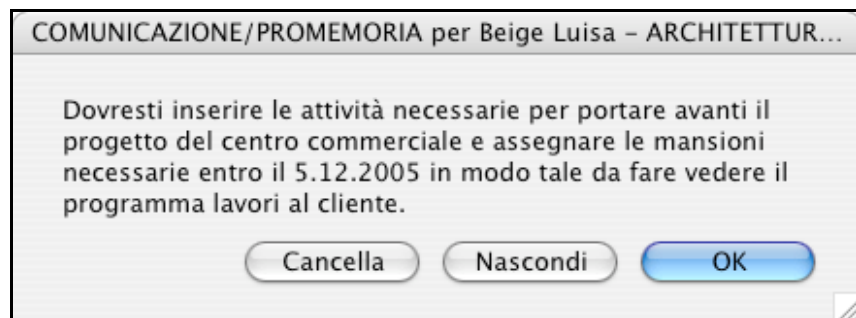 COMUNICAZIONE/PROMEMORIA per Beige Luisa – ARCHITETTUR...
Dovresti inserire le attività necessarie per portare avanti il
progetto del centro commerciale e assegnare le mansioni
necessarie entro il 5.12.2005 in modo tale da fare vedere il
programma lavori al cliente.
Cancella Nascondi OK